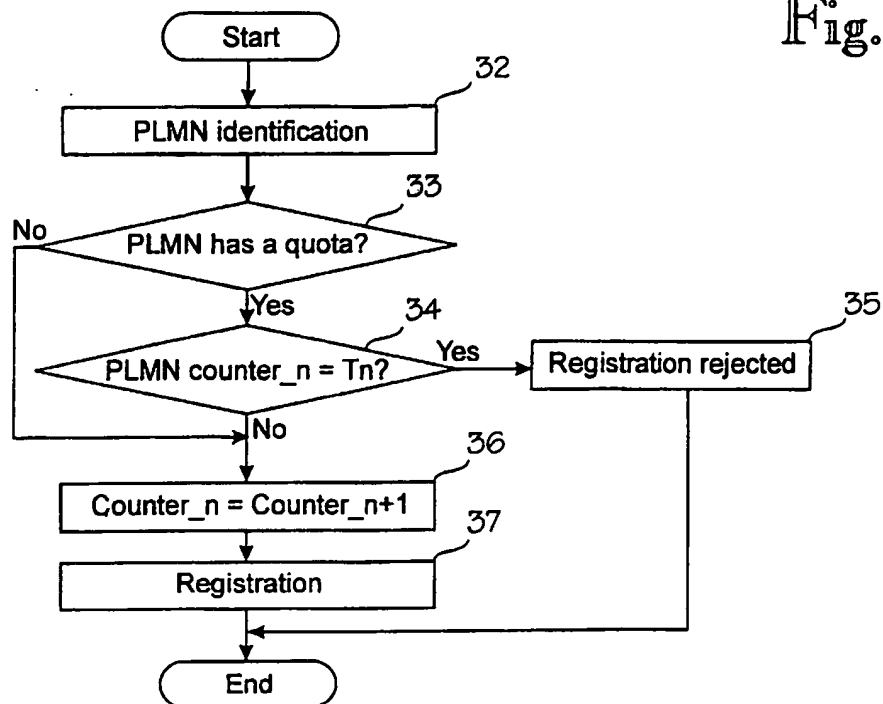 Fig.
Start
32
PLMN identification
33
No
PLMN has a quota?
Yes
34
PLMN counter_n = Tn?
Yes
35
Registration rejected
No
36
Counter_n = Counter_n+1
37
Registration
End